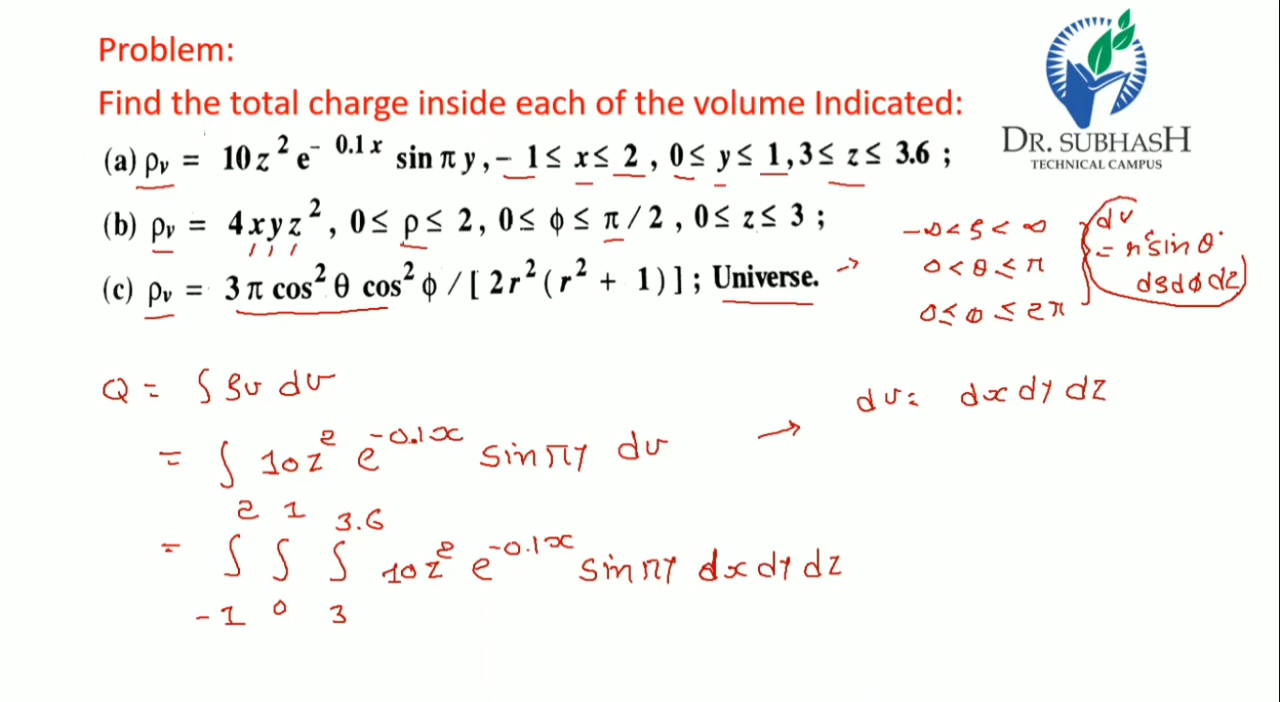 Problem:
Find the total charge inside each of the volume Indicated:
(a) ρv = 10z² e^- 0.1x sin π y, - 1 ≤ x ≤ 2, 0 ≤ y ≤ 1, 3 ≤ z ≤ 3.6 ;
(b) ρv = 4xyz², 0 ≤ ρ ≤ 2, 0 ≤ ϕ ≤ π/2, 0 ≤ z ≤ 3 ;
(c) ρv = 3 π cos² θ cos² ϕ / [ 2r² (r² + 1) ] ; Universe.
DR. SUBHASH
TECHNICAL CAMPUS
-∞ < ρ < ∞
0 < θ ≤ π
0 ≤ ϕ ≤ 2π
dv
= r² sin θ
dρ dϕ dz
Q = ∫ ρv dv
= ∫ 10z² e^-0.1x sin πy dv → dv = dx dy dz
2 1 3.6
= ∫ ∫ ∫ 10z² e^-0.1x sin πy dx dy dz
-1 0 3